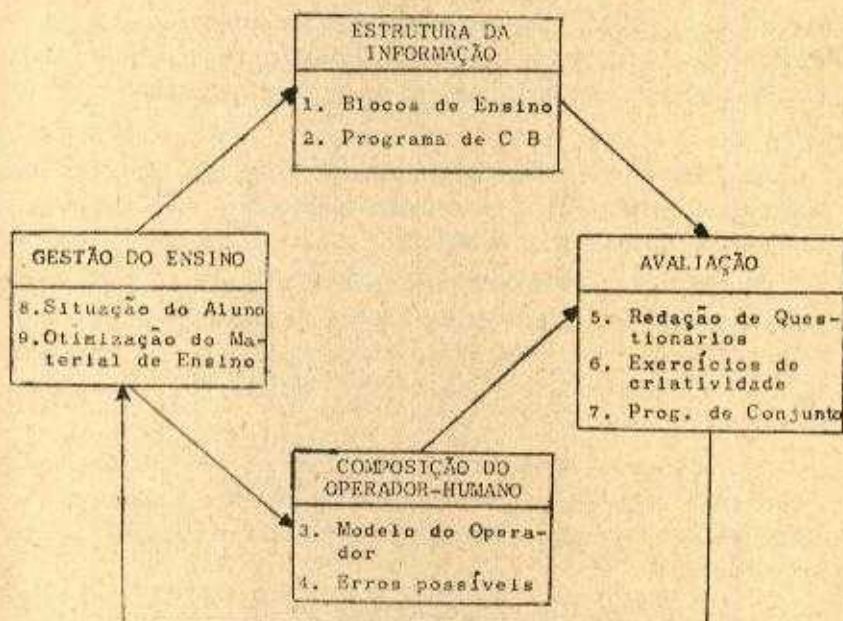 ESTRUTURA DA
INFORMAÇÃO
1. Blocos de Ensino
2. Programa de C B
GESTÃO DO ENSINO
8.Situação do Aluno
9.Otimização do Ma-
terial de Ensino
AVALIAÇÃO
5. Redação de Ques-
tionários
6. Exercícios de
criatividade
7. Prog. de Conjunto
COMPOSIÇÃO DO
OPERADOR-HUMANO
3. Modelo do Opera-
dor
4. Erros possíveis